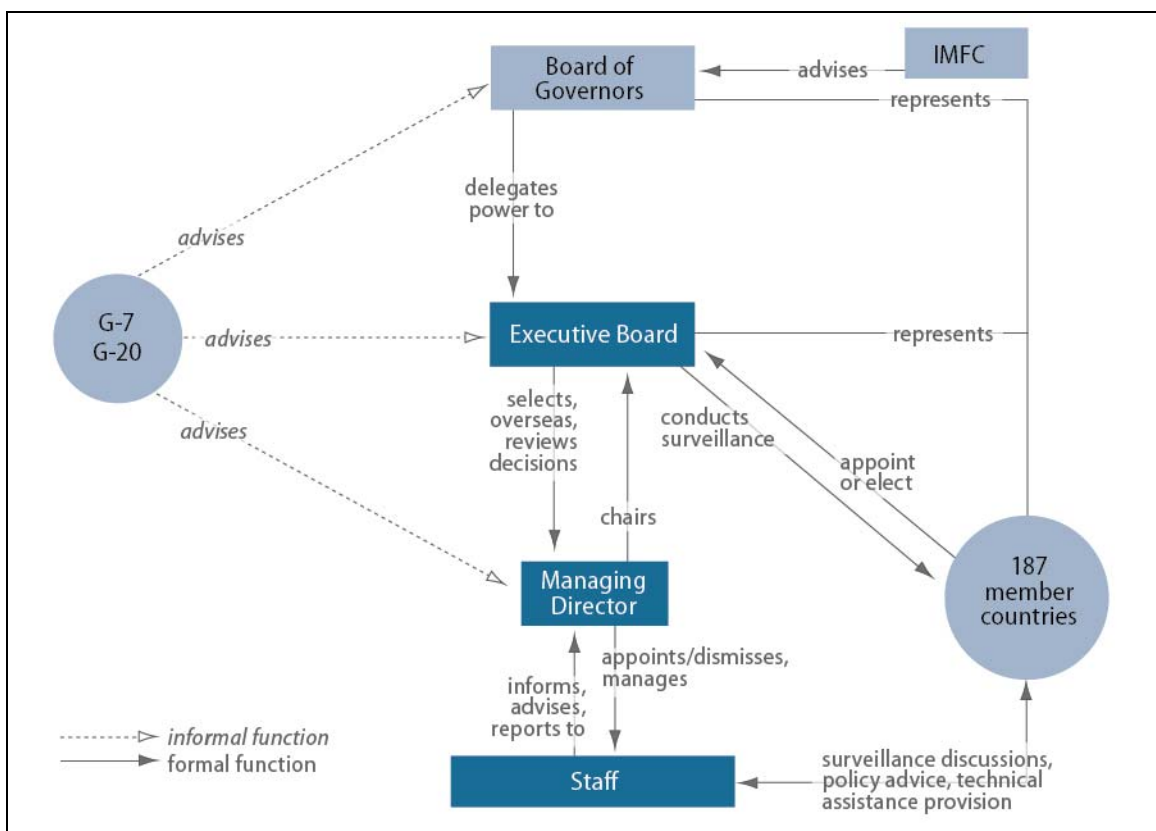 Board of
Governors
IMFC
advises
represents
delegates
power to
advises
G-7
G-20
advises
Executive Board
represents
advises
selects,
overseas,
reviews
decisions
conducts
surveillance
appoint
or elect
chairs
Managing
Director
187
member
countries
informs,
advises,
reports to
appoints/dismisses,
manages
informal function
formal function
Staff
surveillance discussions,
policy advice, technical
assistance provision